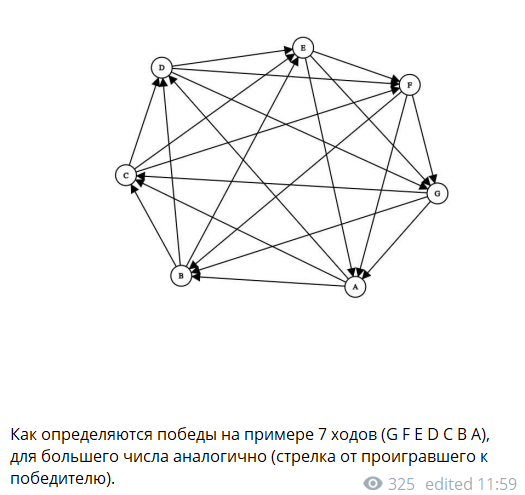 E
D
F
C
G
B
A
Как определяются победы на примере 7 ходов (G F E D C B A),
для большего числа аналогично (стрелка от проигравшего к
победителю).
325 edited 11:59